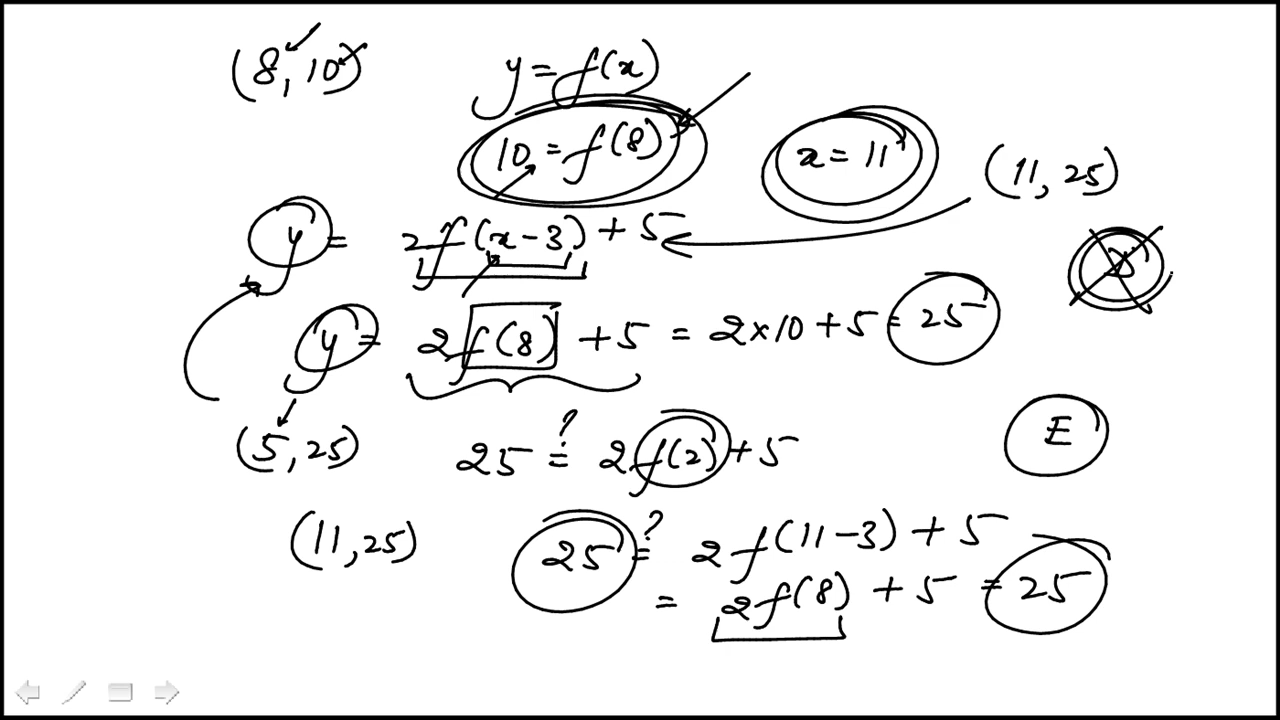 (8, 10)
y = f(x)
10 = f(8)
x = 11
(11, 25)
y = 2f(x-3) + 5
D
y = 2f(8) + 5 = 2×10 + 5 = 25
(5, 25)
25 ?= 2f(2) + 5
E
(11, 25)
25 ?= 2f(11-3) + 5
= 2f(8) + 5 = 25